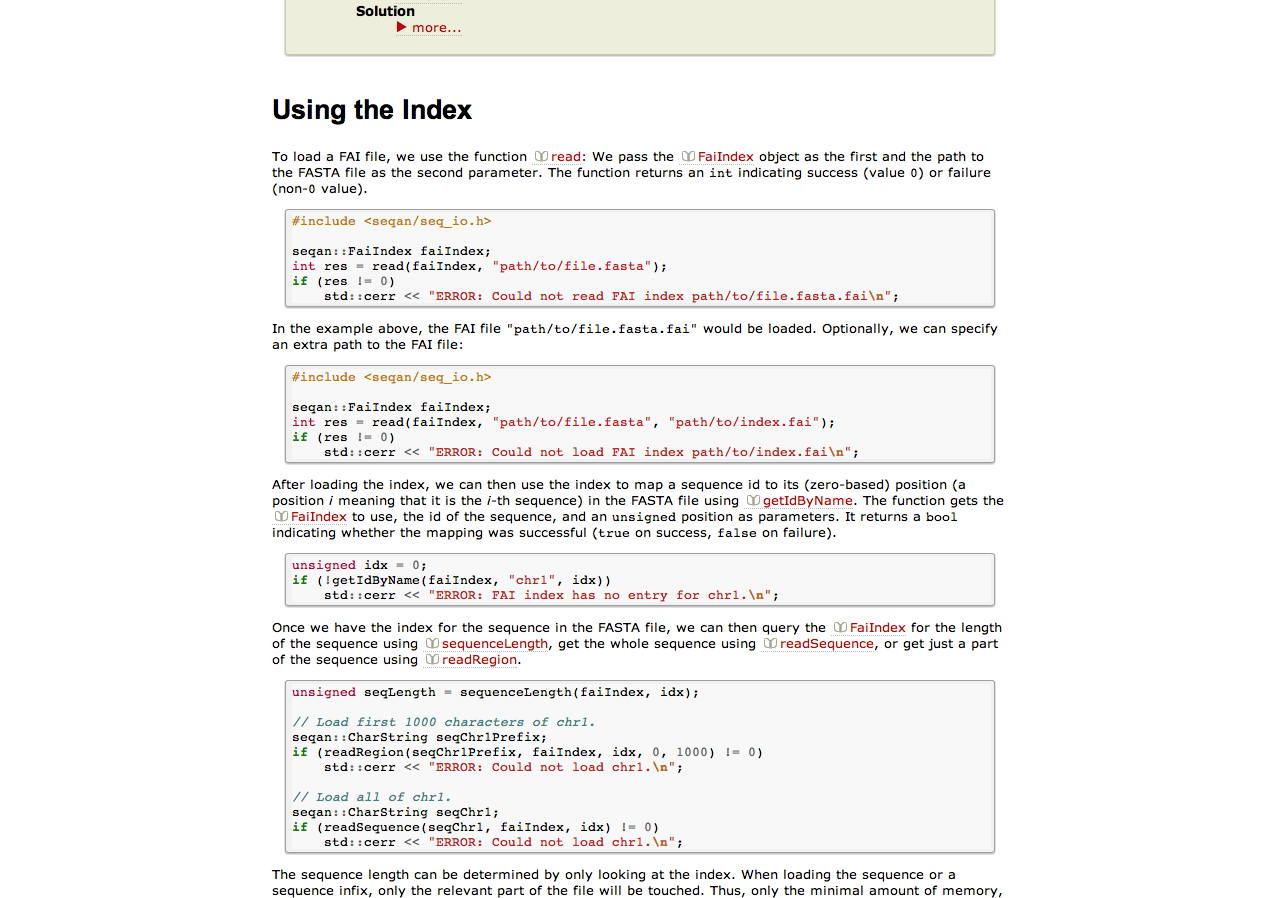 Solution
▶ more...
Using the Index
To load a FAI file, we use the function read: We pass the FaiIndex object as the first and the path to
the FASTA file as the second parameter. The function returns an int indicating success (value 0) or failure
(non-0 value).
#include <seqan/seq_io.h>
seqan::FaiIndex faiIndex;
int res = read(faiIndex, "path/to/file.fasta");
if (res != 0)
    std::cerr << "ERROR: Could not read FAI index path/to/file.fasta.fai\n";
In the example above, the FAI file "path/to/file.fasta.fai" would be loaded. Optionally, we can specify
an extra path to the FAI file:
#include <seqan/seq_io.h>
seqan::FaiIndex faiIndex;
int res = read(faiIndex, "path/to/file.fasta", "path/to/index.fai");
if (res != 0)
    std::cerr << "ERROR: Could not load FAI index path/to/index.fai\n";
After loading the index, we can then use the index to map a sequence id to its (zero-based) position (a
position i meaning that it is the i-th sequence) in the FASTA file using getIdByName. The function gets the
FaiIndex to use, the id of the sequence, and an unsigned position as parameters. It returns a bool
indicating whether the mapping was successful (true on success, false on failure).
unsigned idx = 0;
if (!getIdByName(faiIndex, "chr1", idx))
    std::cerr << "ERROR: FAI index has no entry for chr1.\n";
Once we have the index for the sequence in the FASTA file, we can then query the FaiIndex for the length
of the sequence using sequenceLength, get the whole sequence using readSequence, or get just a part
of the sequence using readRegion.
unsigned seqLength = sequenceLength(faiIndex, idx);
// Load first 1000 characters of chr1.
seqan::CharString seqChr1Prefix;
if (readRegion(seqChr1Prefix, faiIndex, idx, 0, 1000) != 0)
    std::cerr << "ERROR: Could not load chr1.\n";
// Load all of chr1.
seqan::CharString seqChr1;
if (readSequence(seqChr1, faiIndex, idx) != 0)
    std::cerr << "ERROR: Could not load chr1.\n";
The sequence length can be determined by only looking at the index. When loading the sequence or a
sequence infix, only the relevant part of the file will be touched. Thus, only the minimal amount of memory,